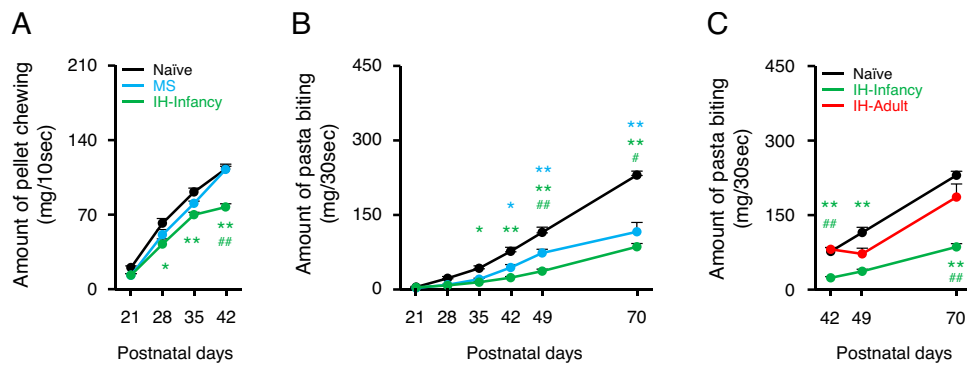 A
Amount of pellet chewing
(mg/10sec)
210
140
70
0
Naïve
MS
IH-Infancy
*
**
**
##
21 28 35 42
Postnatal days
B
Amount of pasta biting
(mg/30sec)
450
300
150
0
*
*
**
**
**
##
**
**
#
21 28 35 42 49 70
Postnatal days
C
Amount of pasta biting
(mg/30sec)
450
300
150
0
Naïve
IH-Infancy
IH-Adult
** **
##
**
##
42 49 70
Postnatal days